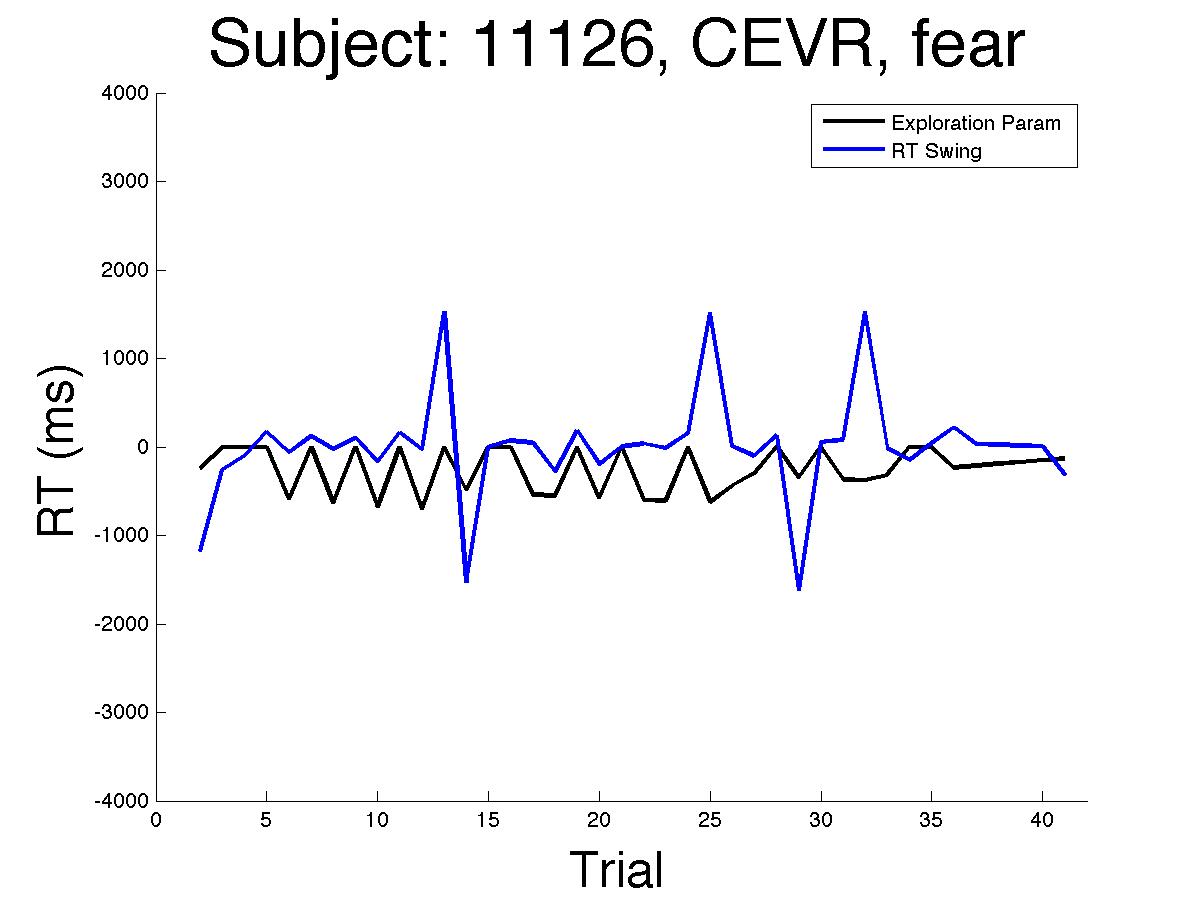 Subject: 11126, CEVR, fear
4000
3000
2000
1000
0
-1000
-2000
-3000
-4000
RT (ms)
Exploration Param
RT Swing
0 5 10 15 20 25 30 35 40
Trial